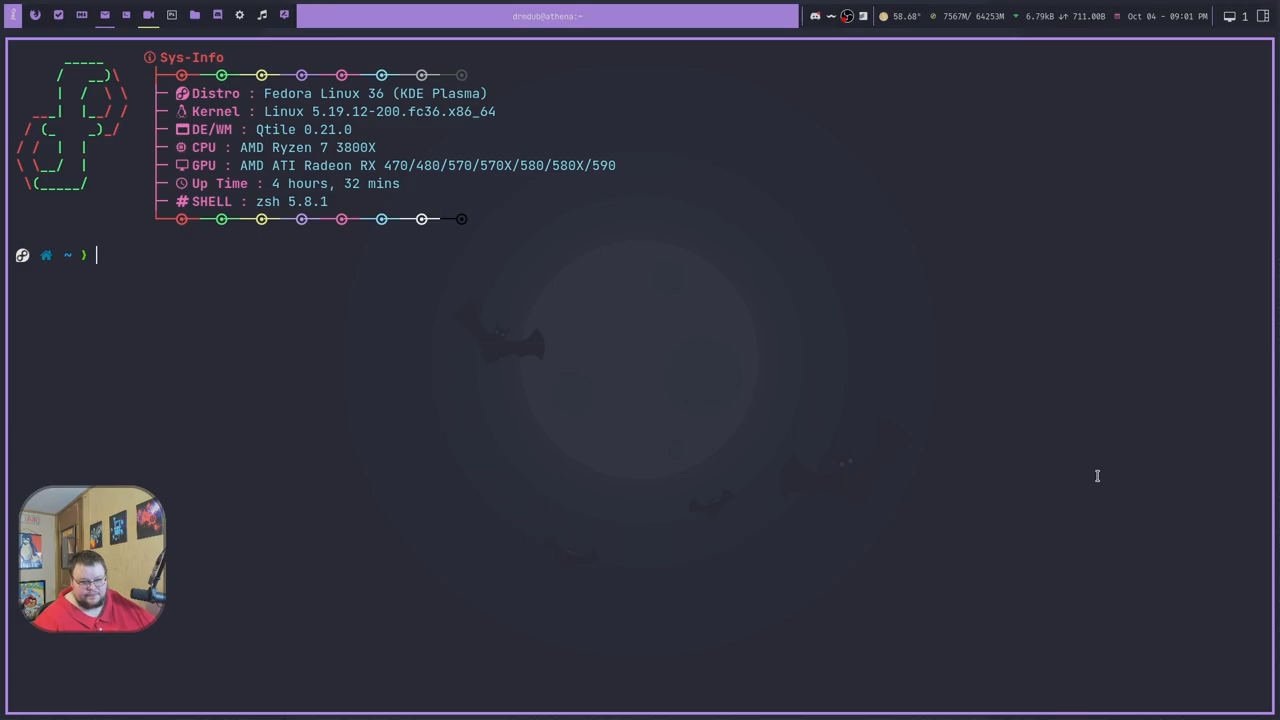 drmdub@athena:~
58.68°
7567M/ 64253M
6.79kB ↓↑ 711.00B
Oct 04 - 09:01 PM
1
Sys-Info
Distro : Fedora Linux 36 (KDE Plasma)
Kernel : Linux 5.19.12-200.fc36.x86_64
DE/WM : Qtile 0.21.0
CPU : AMD Ryzen 7 3800X
GPU : AMD ATI Radeon RX 470/480/570/570X/580/580X/590
Up Time : 4 hours, 32 mins
SHELL : zsh 5.8.1
~ ❯